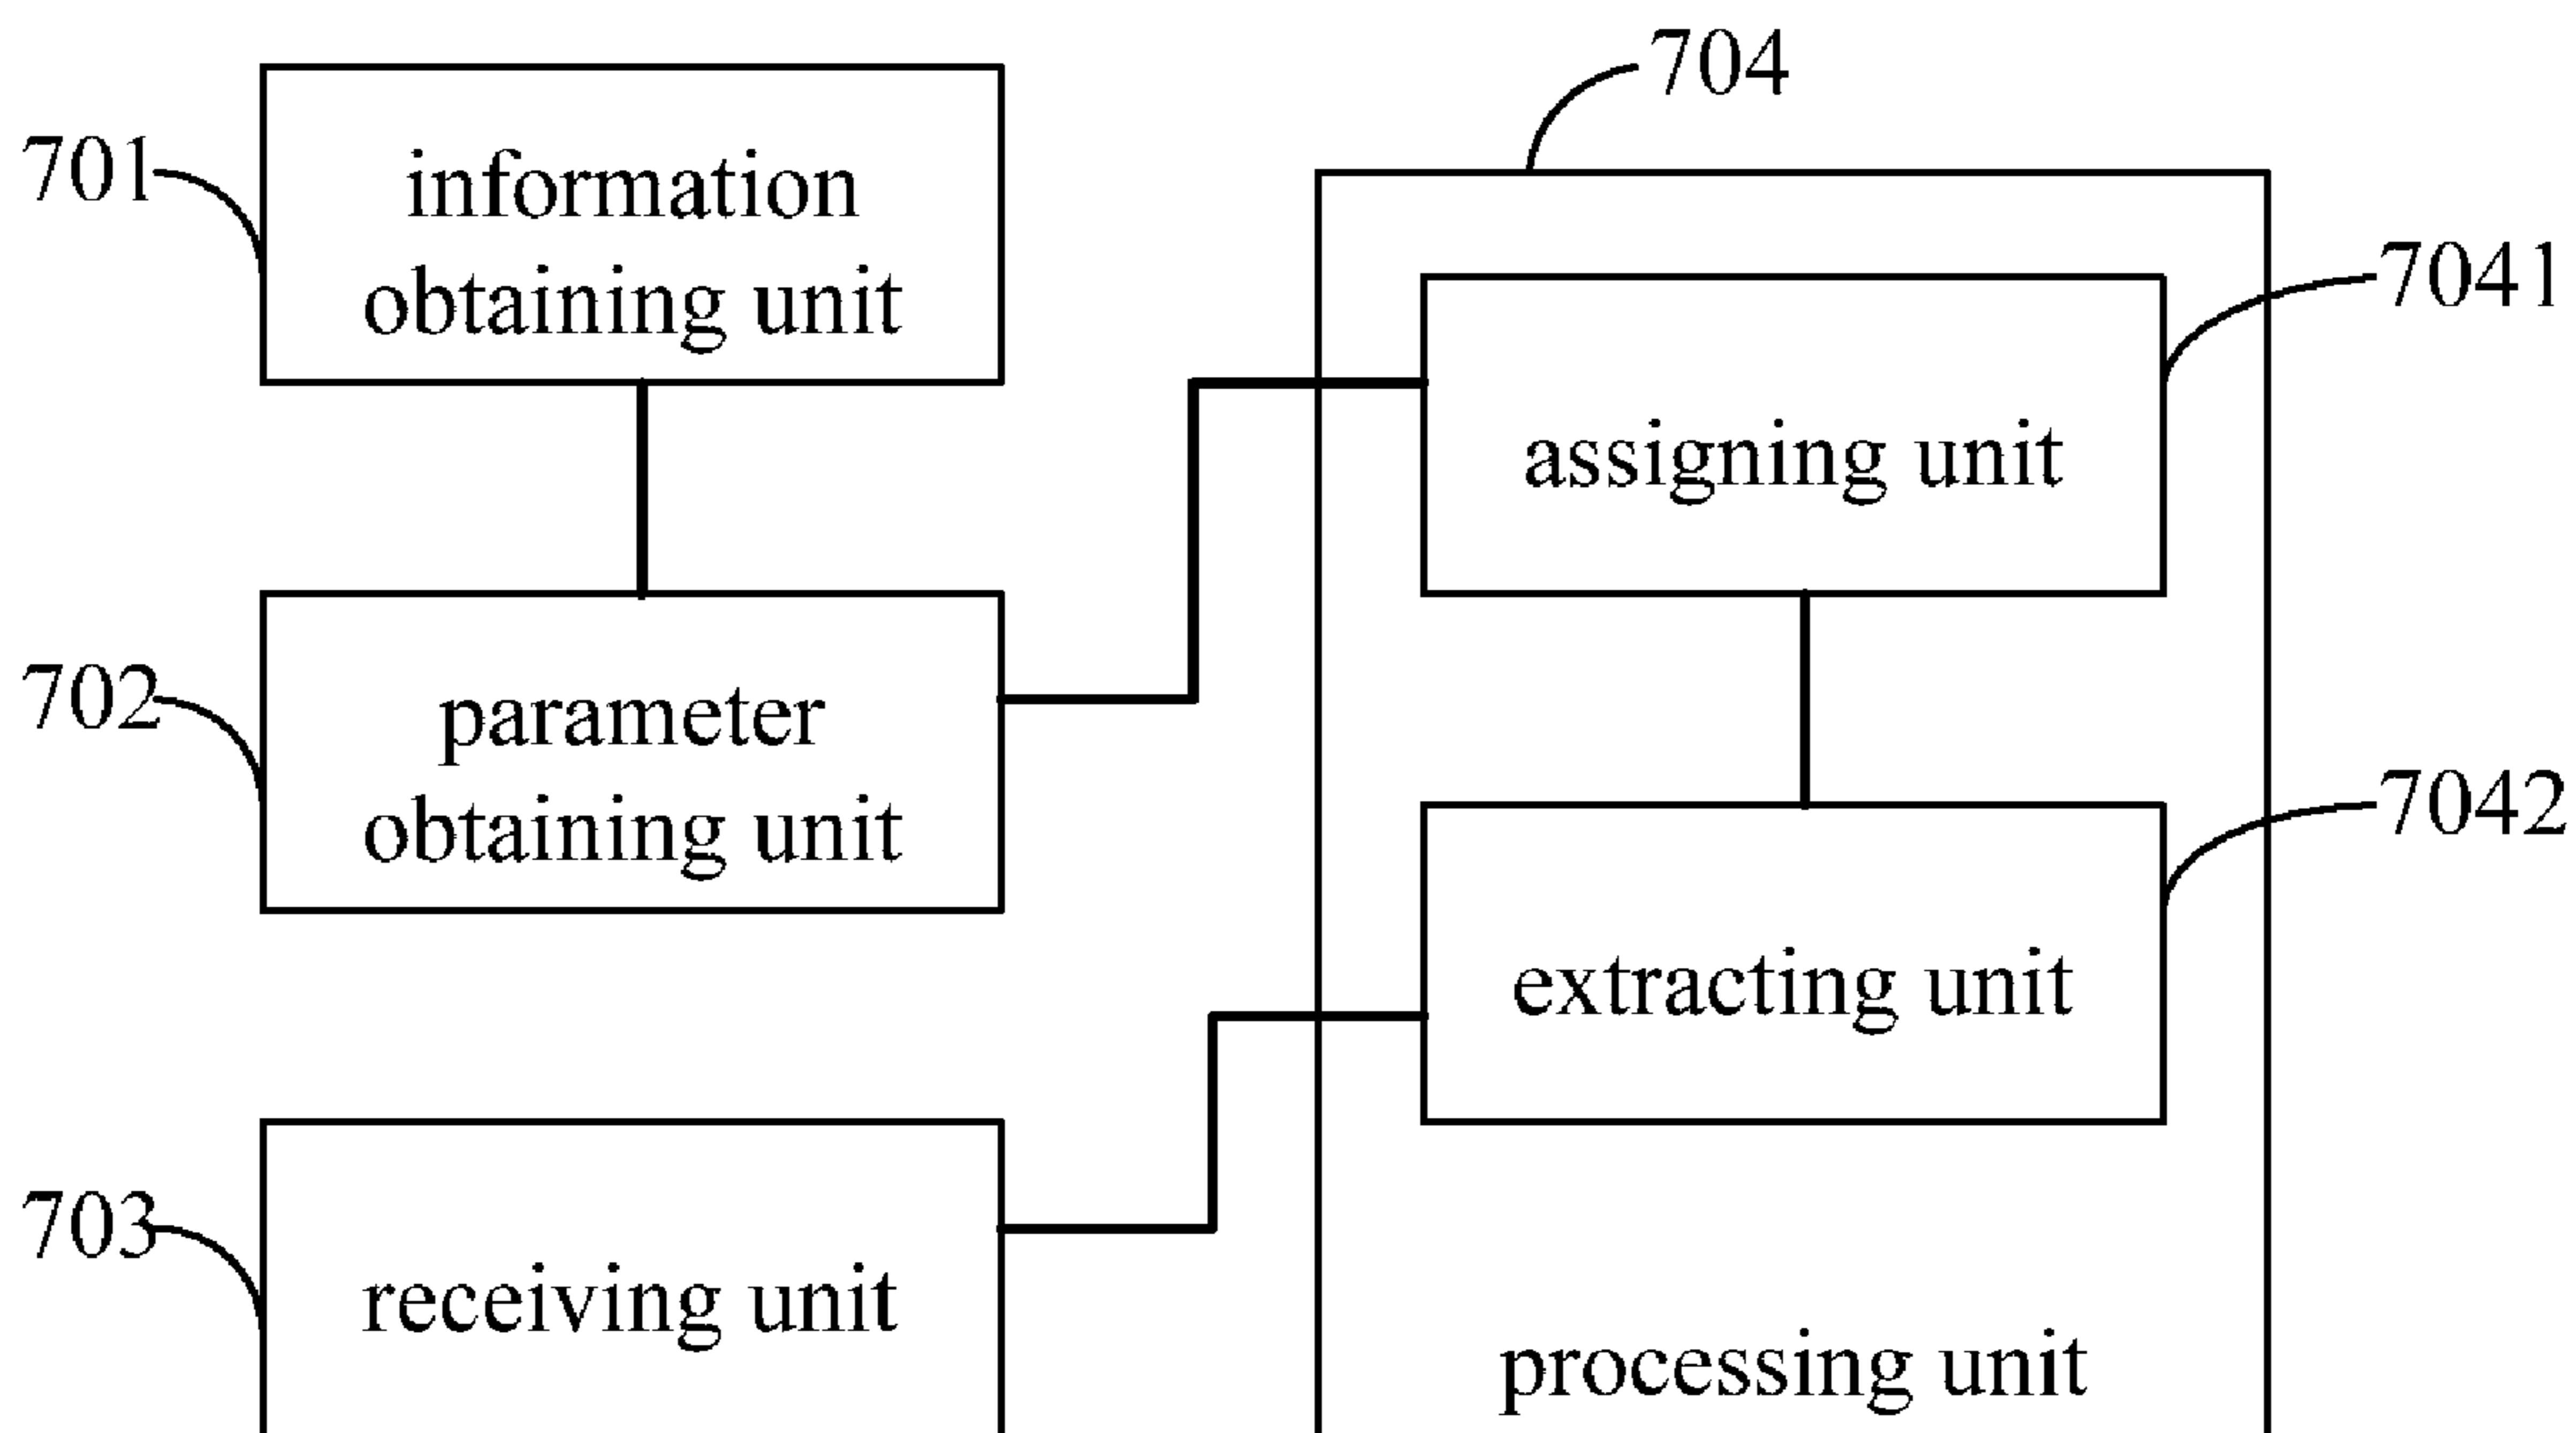 704
701
information
obtaining unit
7041
assigning unit
702
parameter
obtaining unit
7042
extracting unit
703
receiving unit
processing unit